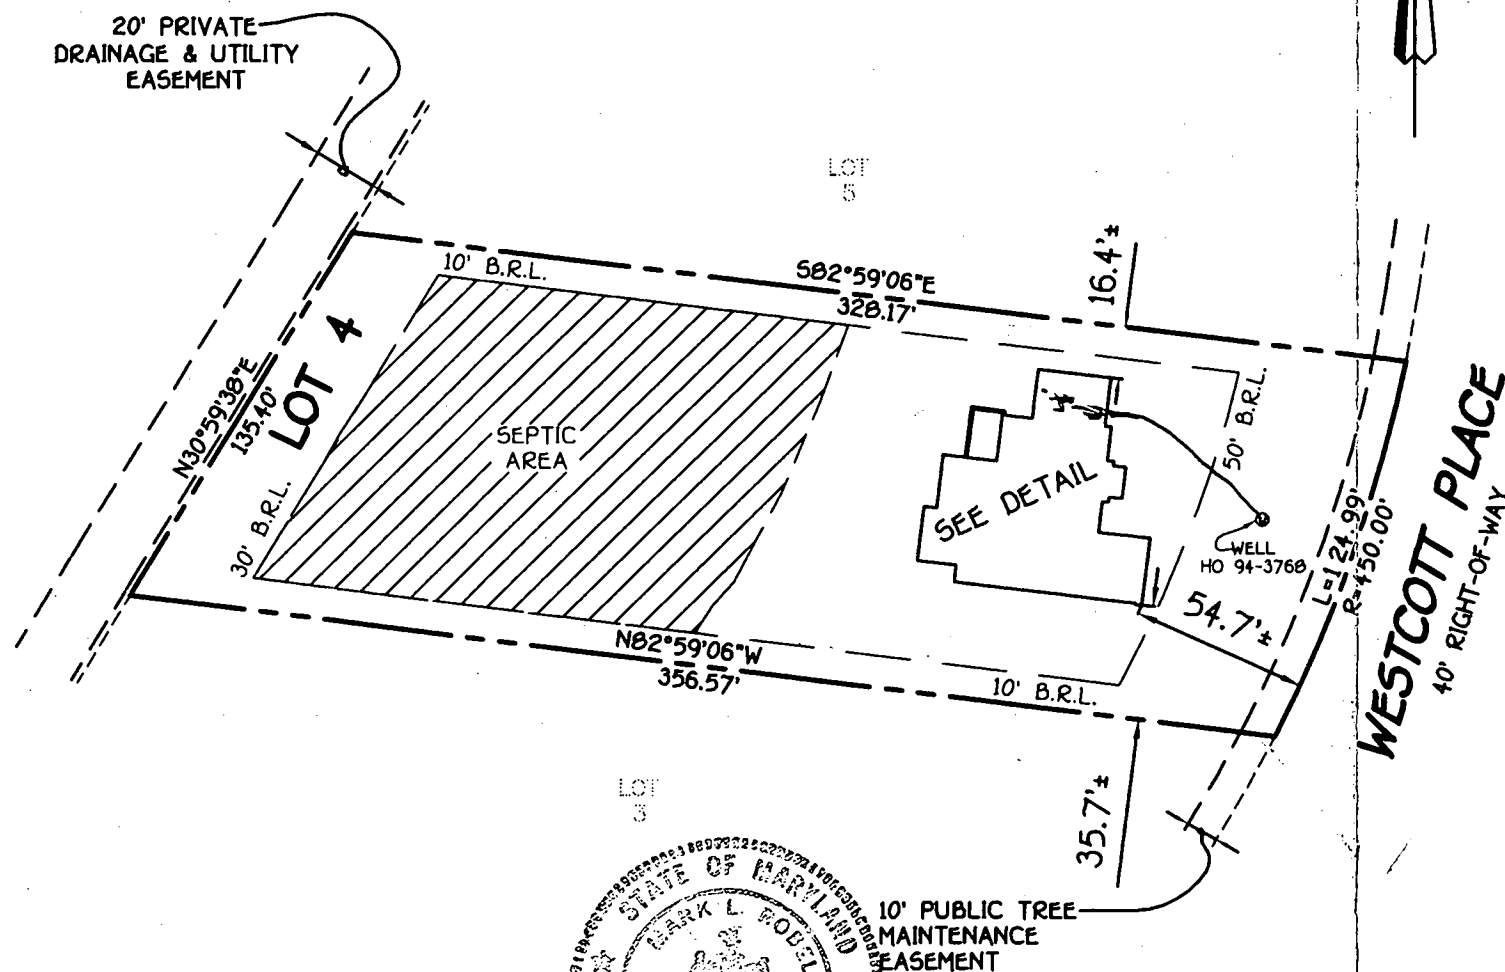 20' PRIVATE
DRAINAGE & UTILITY
EASEMENT
LOT
5
16.4'±
10' B.R.L.
S82°59'06"E
328.17'
LOT 4
N30°59'38"E
135.40'
SEPTIC
AREA
SEE DETAIL
50' B.R.L.
30' B.R.L.
WELL
HO 94-3768
L=124.99'
R=450.00'
WESTCOTT PLACE
40' RIGHT-OF-WAY
54.7'±
N82°59'06"W
356.57'
10' B.R.L.
LOT
3
35.7'±
STATE OF MARYLAND
MARK L. ROBEL
10' PUBLIC TREE
MAINTENANCE
EASEMENT